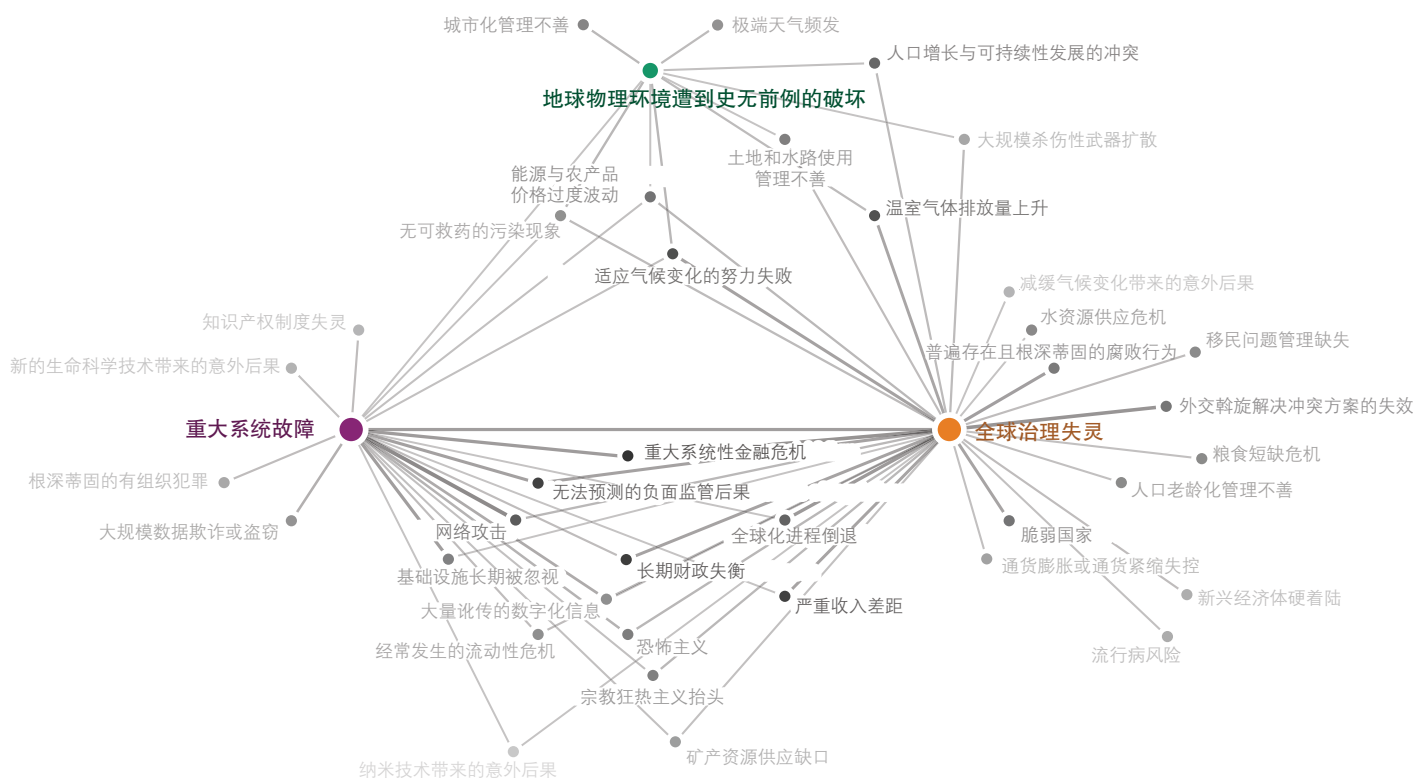 城市化管理不善
极端天气频发
人口增长与可持续性发展的冲突
地球物理环境遭到史无前例的破坏
大规模杀伤性武器扩散
土地和水路使用
管理不善
能源与农产品
价格过度波动
温室气体排放量上升
无可救药的污染现象
适应气候变化的努力失败
减缓气候变化带来的意外后果
水资源供应危机
知识产权制度失灵
移民问题管理缺失
普遍存在且根深蒂固的腐败行为
新的生命科学技术带来的意外后果
外交斡旋解决冲突方案的失效
重大系统故障
全球治理失灵
重大系统性金融危机
粮食短缺危机
根深蒂固的有组织犯罪
无法预测的负面监管后果
人口老龄化管理不善
大规模数据欺诈或盗窃
网络攻击
全球化进程倒退
脆弱国家
通货膨胀或通货紧缩失控
长期财政失衡
基础设施长期被忽视
新兴经济体硬着陆
大量讹传的数字化信息
严重收入差距
经常发生的流动性危机
恐怖主义
流行病风险
宗教狂热主义抬头
矿产资源供应缺口
纳米技术带来的意外后果